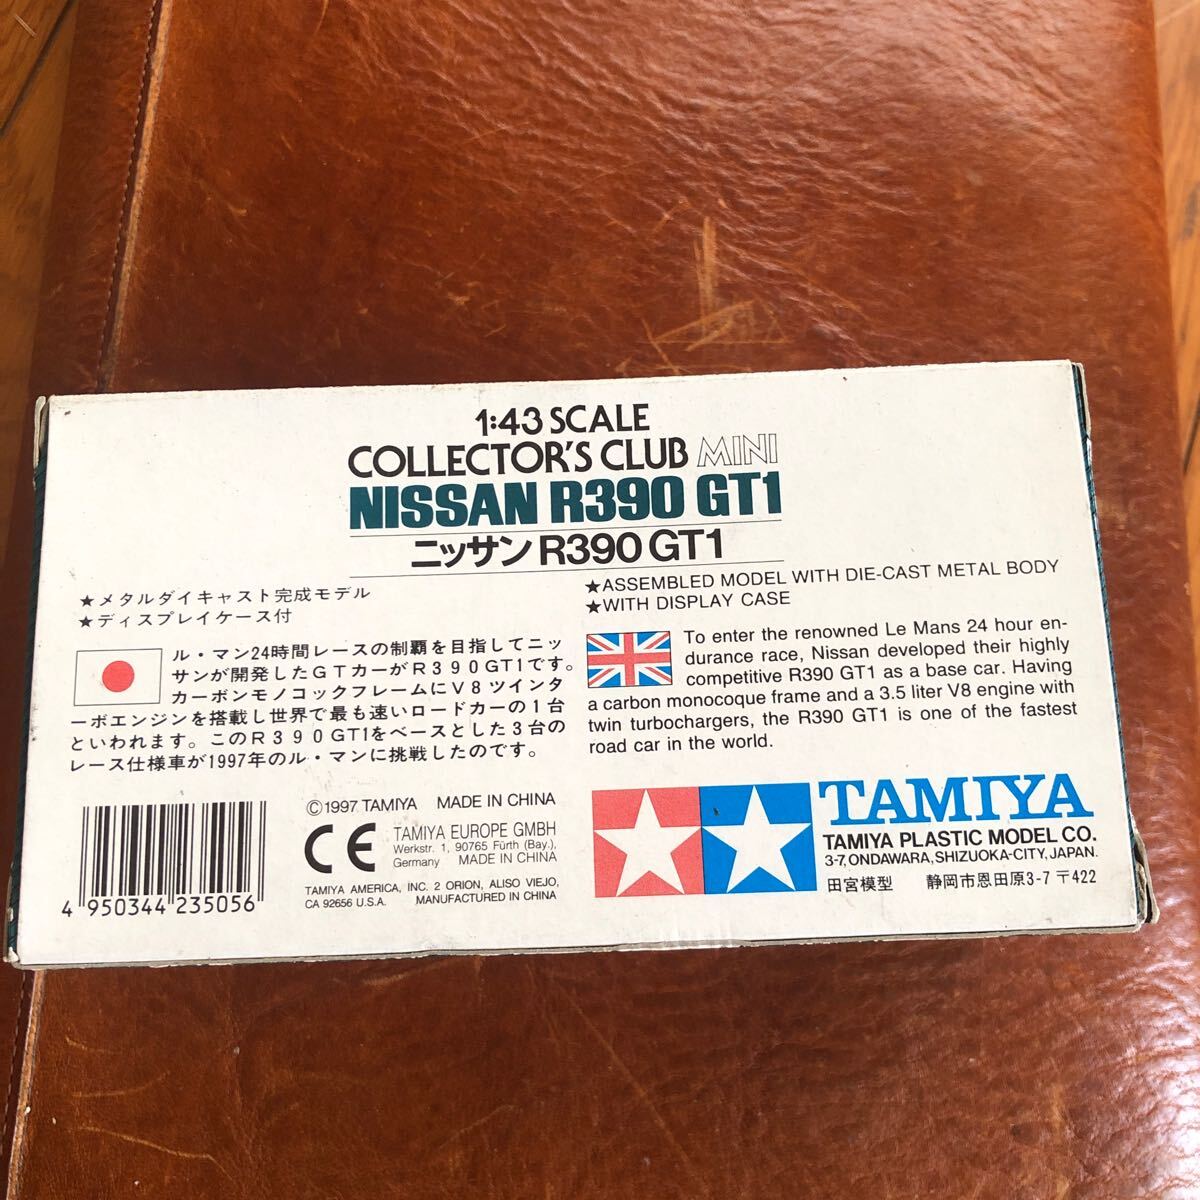 1:43 SCALE
COLLECTOR'S CLUB MINI
NISSAN R390 GT1
ニッサンR390 GT1
★メタルダイキャスト完成モデル
★ディスプレイケース付
ル・マン24時間レースの制覇を目指してニッ
サンが開発したGTカーがR390GT1です。
カーボンモノコックフレームにV8ツインタ
ーボエンジンを搭載し世界で最も速いロードカーの1台
といわれます。このR390GT1をベースとした3台の
レース仕様車が1997年のル・マンに挑戦したのです。
★ASSEMBLED MODEL WITH DIE-CAST METAL BODY
★WITH DISPLAY CASE
To enter the renowned Le Mans 24 hour en-
durance race, Nissan developed their highly
competitive R390 GT1 as a base car. Having
a carbon monocoque frame and a 3.5 liter V8 engine with
twin turbochargers, the R390 GT1 is one of the fastest
road car in the world.
4 950344 235056
©1997 TAMIYA MADE IN CHINA
CE
TAMIYA EUROPE GMBH
Werkstr. 1, 90765 Fürth (Bay.),
Germany MADE IN CHINA
TAMIYA AMERICA, INC. 2 ORION, ALISO VIEJO,
CA 92656 U.S.A. MANUFACTURED IN CHINA
TAMIYA
TAMIYA PLASTIC MODEL CO.
3-7, ONDAWARA, SHIZUOKA-CITY, JAPAN.
田宮模型 静岡市恩田原3-7 〒422